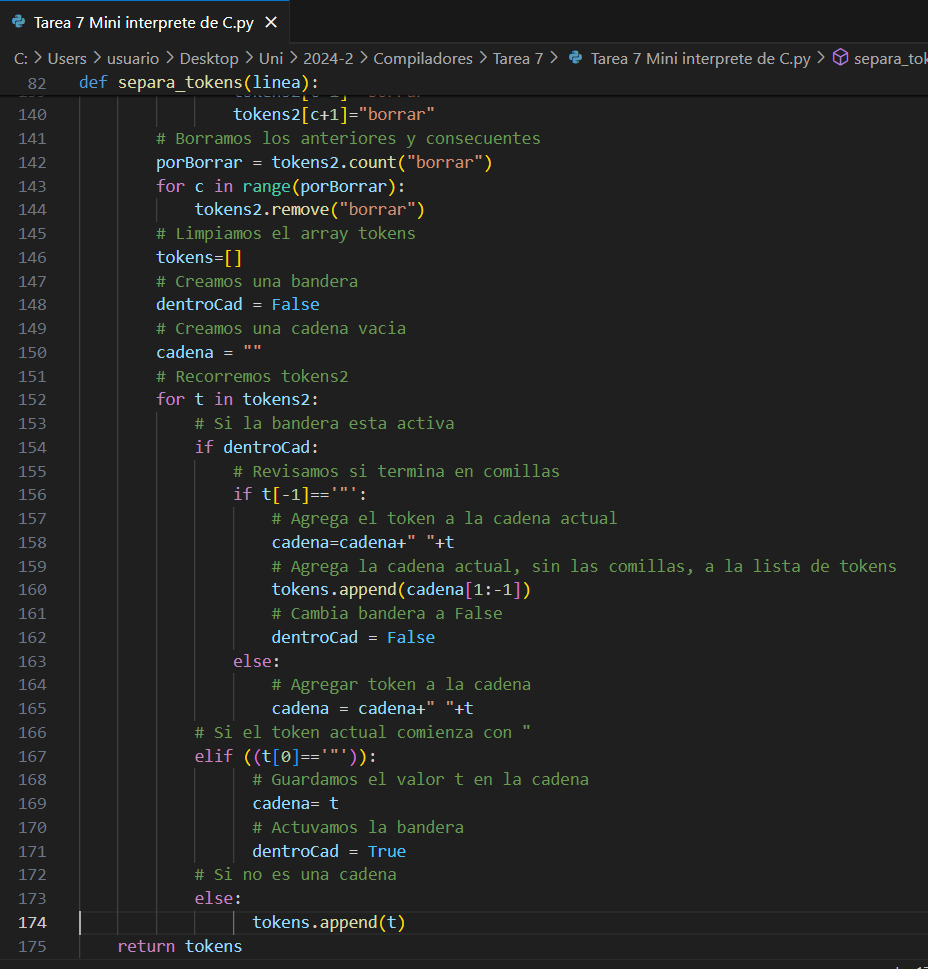 Tarea 7 Mini interprete de C.py
C: > Users > usuario > Desktop > Uni > 2024-2 > Compiladores > Tarea 7 > Tarea 7 Mini interprete de C.py > separa_tok
82 def separa_tokens(linea):
140 tokens2[c+1]="borrar"
141 # Borramos los anteriores y consecuentes
142 porBorrar = tokens2.count("borrar")
143 for c in range(porBorrar):
144 tokens2.remove("borrar")
145 # Limpiamos el array tokens
146 tokens=[]
147 # Creamos una bandera
148 dentroCad = False
149 # Creamos una cadena vacia
150 cadena = ""
151 # Recorremos tokens2
152 for t in tokens2:
153 # Si la bandera esta activa
154 if dentroCad:
155 # Revisamos si termina en comillas
156 if t[-1]=='"':
157 # Agrega el token a la cadena actual
158 cadena=cadena+" "+t
159 # Agrega la cadena actual, sin las comillas, a la lista de tokens
160 tokens.append(cadena[1:-1])
161 # Cambia bandera a False
162 dentroCad = False
163 else:
164 # Agregar token a la cadena
165 cadena = cadena+" "+t
166 # Si el token actual comienza con "
167 elif ((t[0]=='"')):
168 # Guardamos el valor t en la cadena
169 cadena= t
170 # Actuvamos la bandera
171 dentroCad = True
172 # Si no es una cadena
173 else:
174 tokens.append(t)
175 return tokens